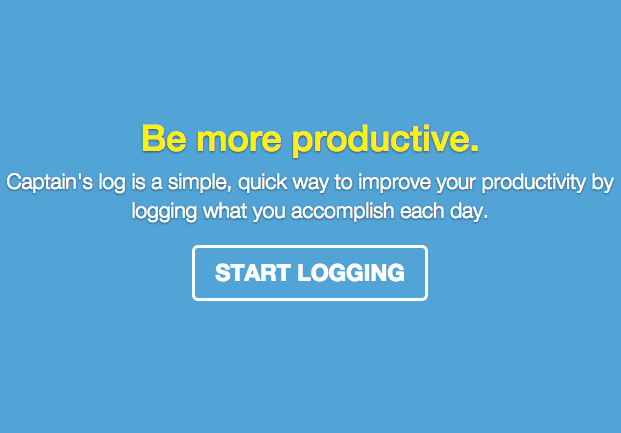 Be more productive.
Captain's log is a simple, quick way to improve your productivity by
logging what you accomplish each day.
START LOGGING